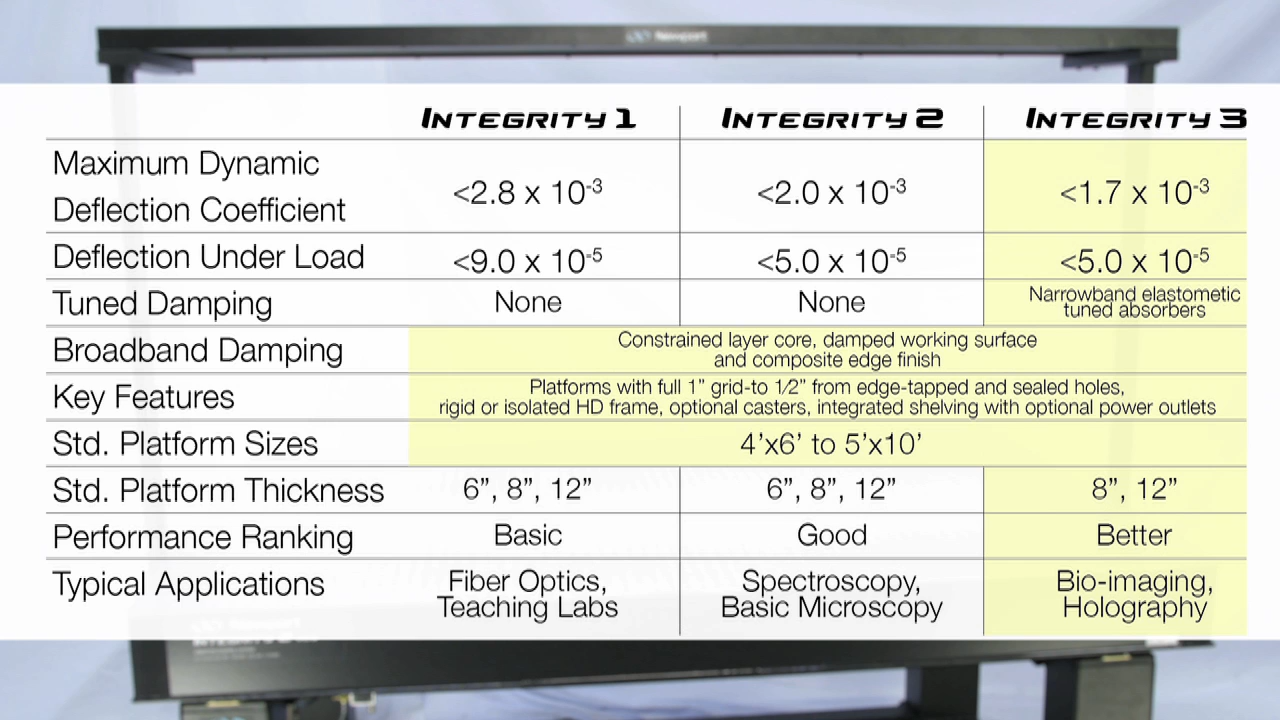 Newport
INTEGRITY 1 INTEGRITY 2 INTEGRITY 3
Maximum Dynamic
Deflection Coefficient <2.8 x 10-3 <2.0 x 10-3 <1.7 x 10-3
Deflection Under Load <9.0 x 10-5 <5.0 x 10-5 <5.0 x 10-5
Tuned Damping None None Narrowband elastometic
tuned absorbers
Broadband Damping Constrained layer core, damped working surface
and composite edge finish
Key Features Platforms with full 1” grid-to 1⁄2” from edge-tapped and sealed holes,
rigid or isolated HD frame, optional casters, integrated shelving with optional power outlets
Std. Platform Sizes 4’x6’ to 5’x10’
Std. Platform Thickness 6”, 8”, 12” 6”, 8”, 12” 8”, 12”
Performance Ranking Basic Good Better
Typical Applications Fiber Optics, Spectroscopy, Bio-imaging,
Teaching Labs Basic Microscopy Holography